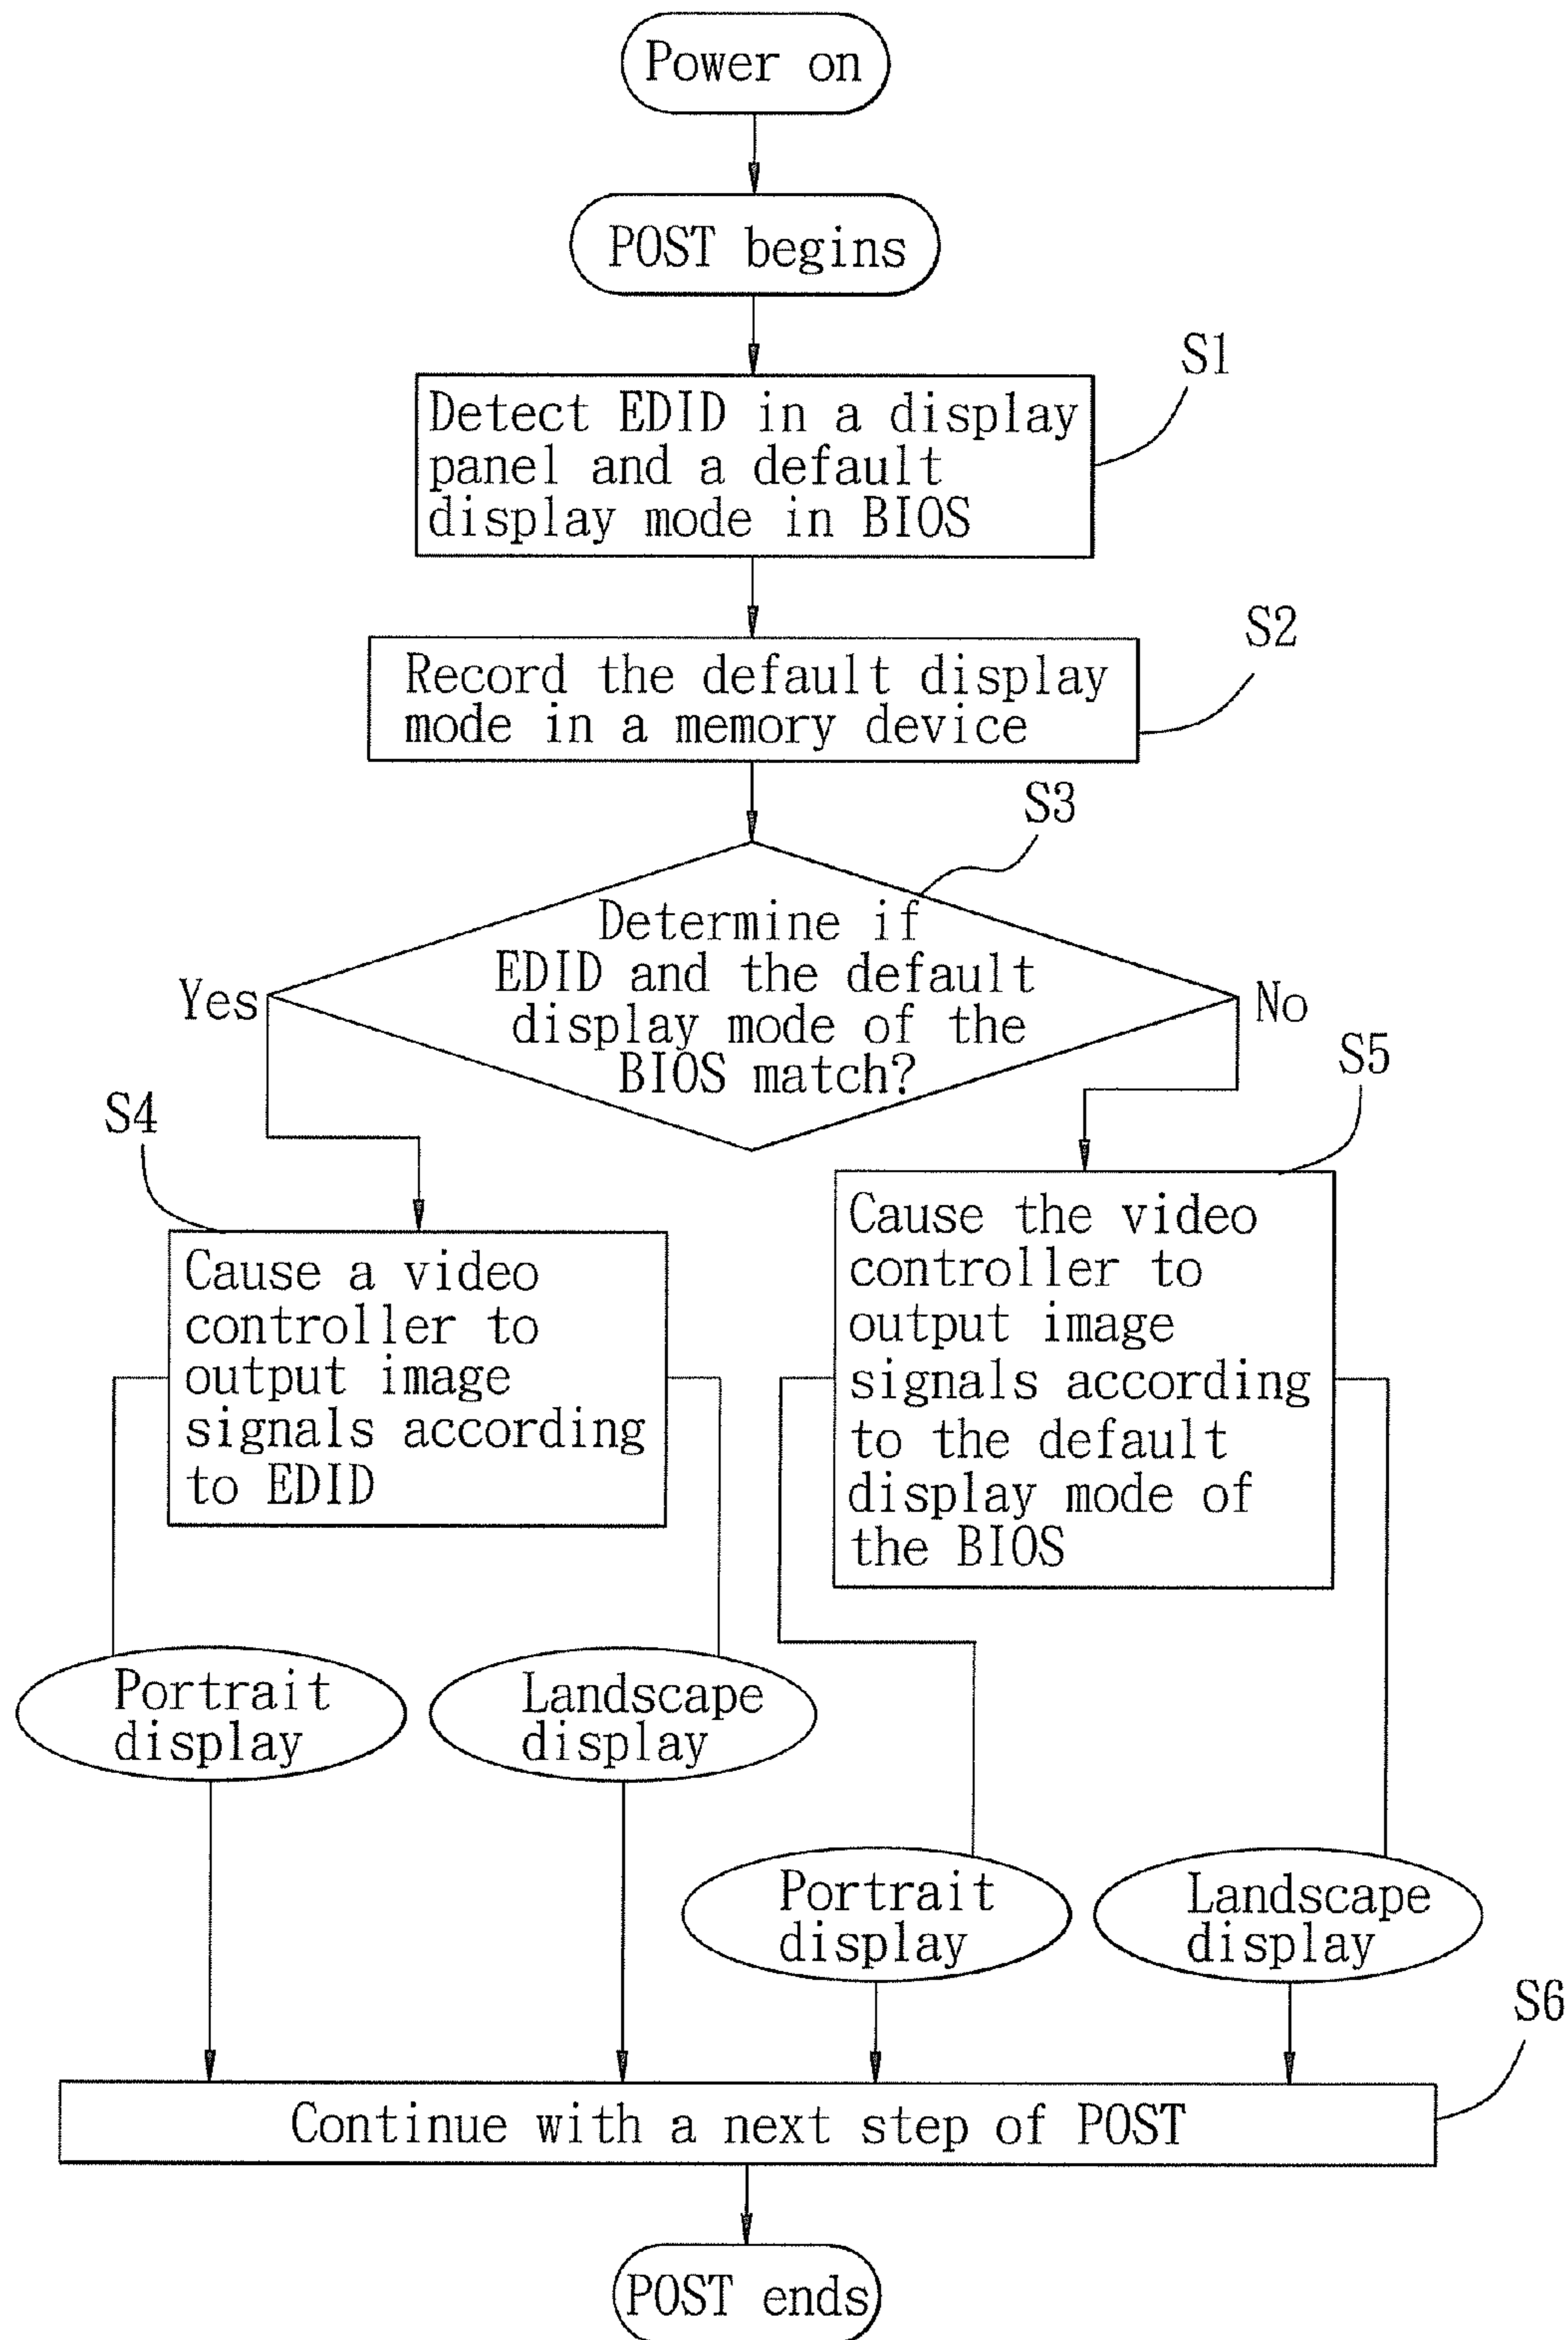 Power on
POST begins
S1
Detect EDID in a display
panel and a default
display mode in BIOS
S2
Record the default display
mode in a memory device
S3
Determine if
EDID and the default
display mode of the
BIOS match?
Yes
No
S4
Cause a video
controller to
output image
signals according
to EDID
S5
Cause the video
controller to
output image
signals according
to the default
display mode of
the BIOS
Portrait
display
Landscape
display
Portrait
display
Landscape
display
S6
Continue with a next step of POST
POST ends